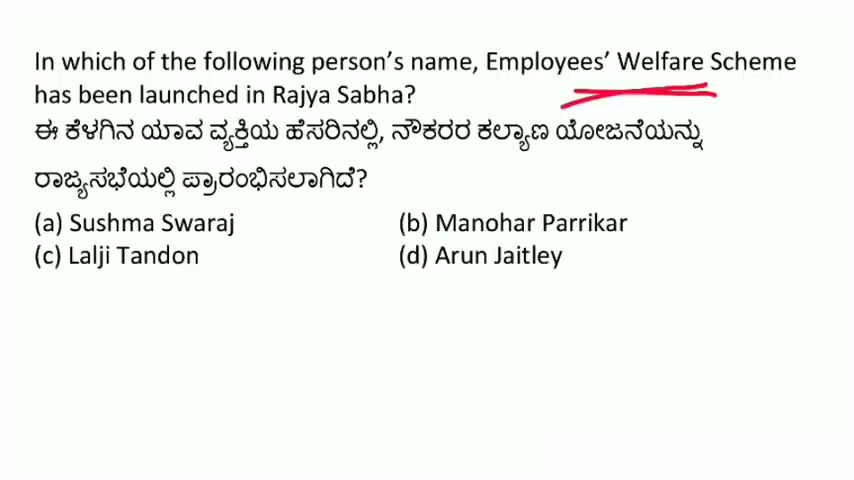 In which of the following person's name, Employees' Welfare Scheme
has been launched in Rajya Sabha?
ಈ ಕೆಳಗಿನ ಯಾವ ವ್ಯಕ್ತಿಯ ಹೆಸರಿನಲ್ಲಿ, ನೌಕರರ ಕಲ್ಯಾಣ ಯೋಜನೆಯನ್ನು
ರಾಜ್ಯಸಭೆಯಲ್ಲಿ ಪ್ರಾರಂಭಿಸಲಾಗಿದೆ?
(a) Sushma Swaraj (b) Manohar Parrikar
(c) Lalji Tandon (d) Arun Jaitley